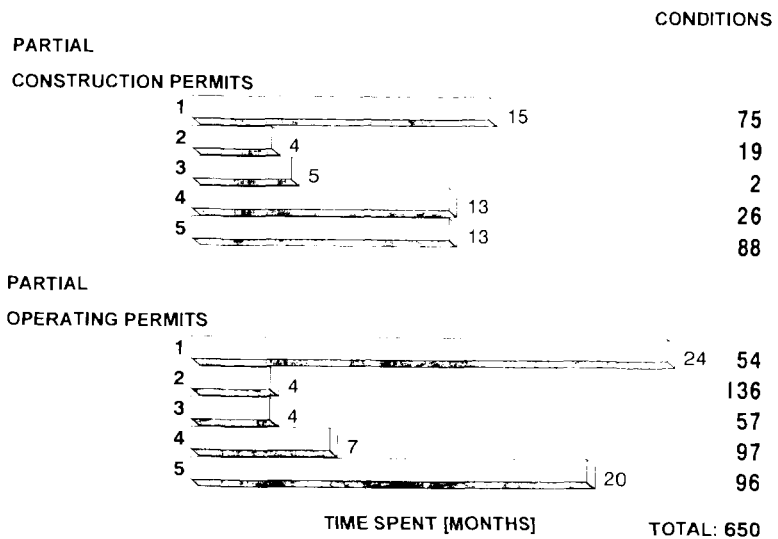 CONDITIONS
PARTIAL
CONSTRUCTION PERMITS
1 15 75
2 4 19
3 5 2
4 13 26
5 13 88
PARTIAL
OPERATING PERMITS
1 24 54
2 4 136
3 4 57
4 7 97
5 20 96
TIME SPENT [MONTHS] TOTAL: 650